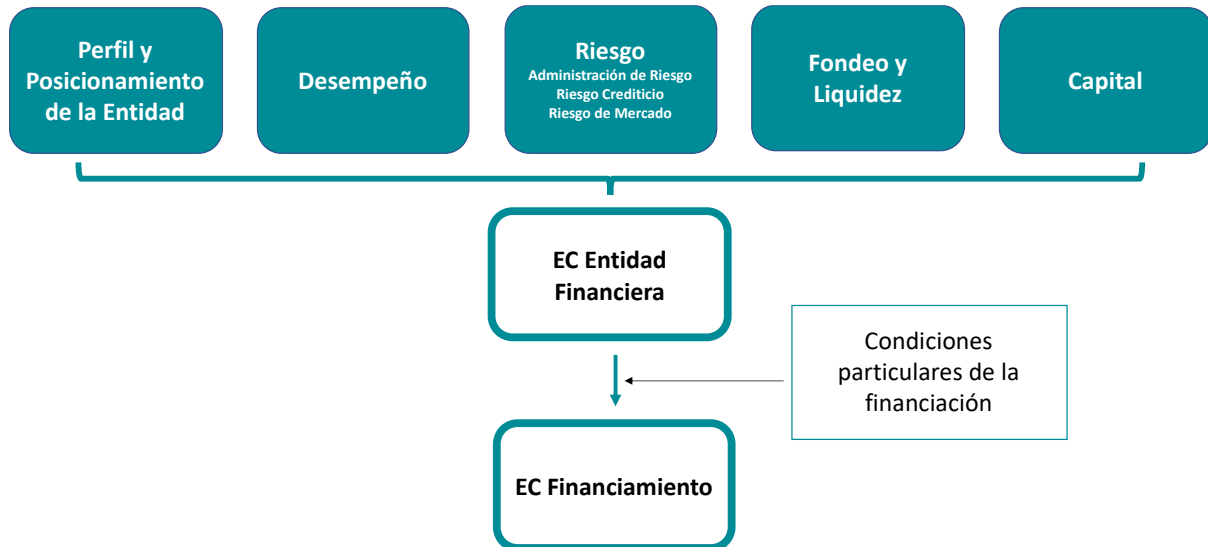 Perfil y
Posicionamiento
de la Entidad
Desempeño
Riesgo
Administración de Riesgo
Riesgo Crediticio
Riesgo de Mercado
Fondeo y
Liquidez
Capital
EC Entidad
Financiera
Condiciones
particulares de la
financiación
EC Financiamiento